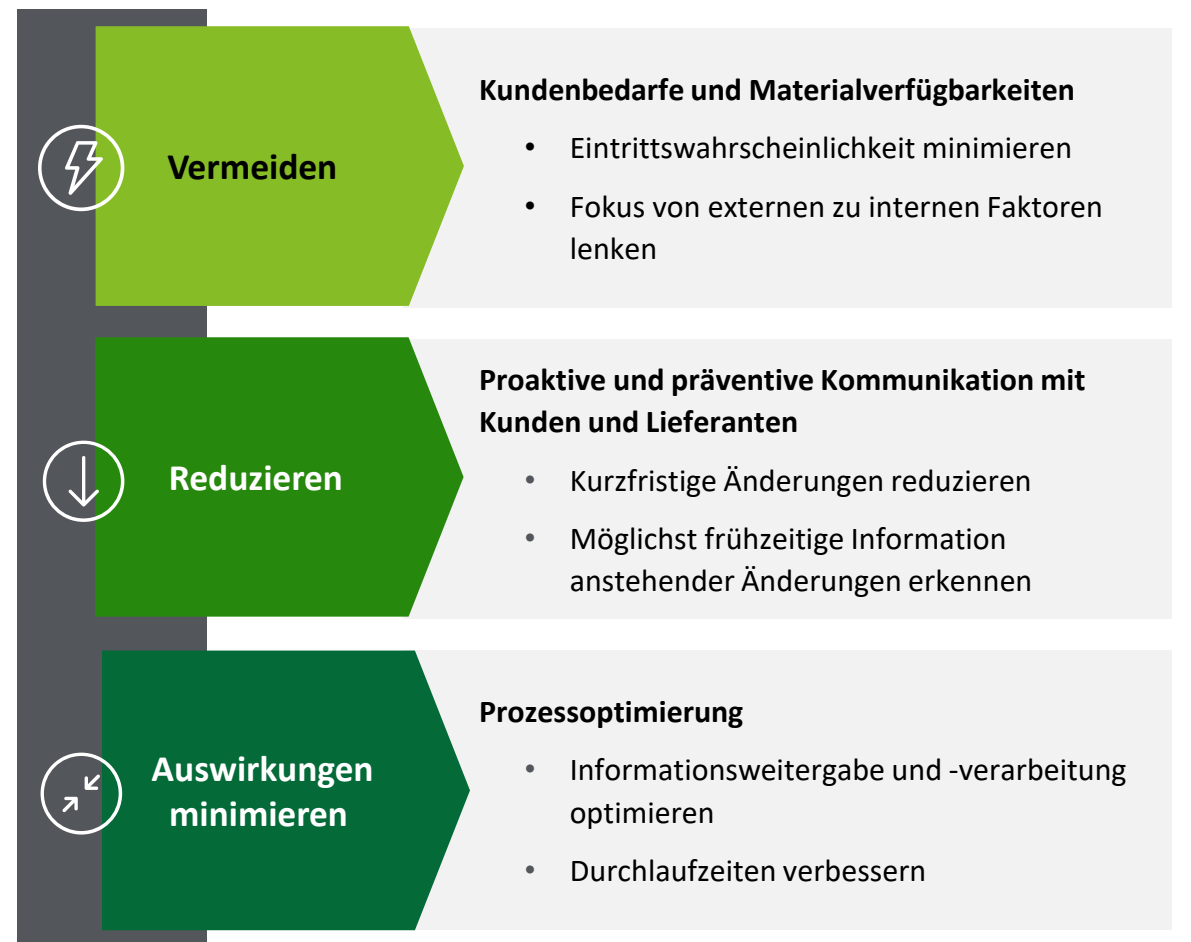 Vermeiden
Kundenbedarfe und Materialverfügbarkeiten
• Eintrittswahrscheinlichkeit minimieren
• Fokus von externen zu internen Faktoren
lenken
Reduzieren
Proaktive und präventive Kommunikation mit
Kunden und Lieferanten
• Kurzfristige Änderungen reduzieren
• Möglichst frühzeitige Information
anstehender Änderungen erkennen
Auswirkungen
minimieren
Prozessoptimierung
• Informationsweitergabe und -verarbeitung
optimieren
• Durchlaufzeiten verbessern